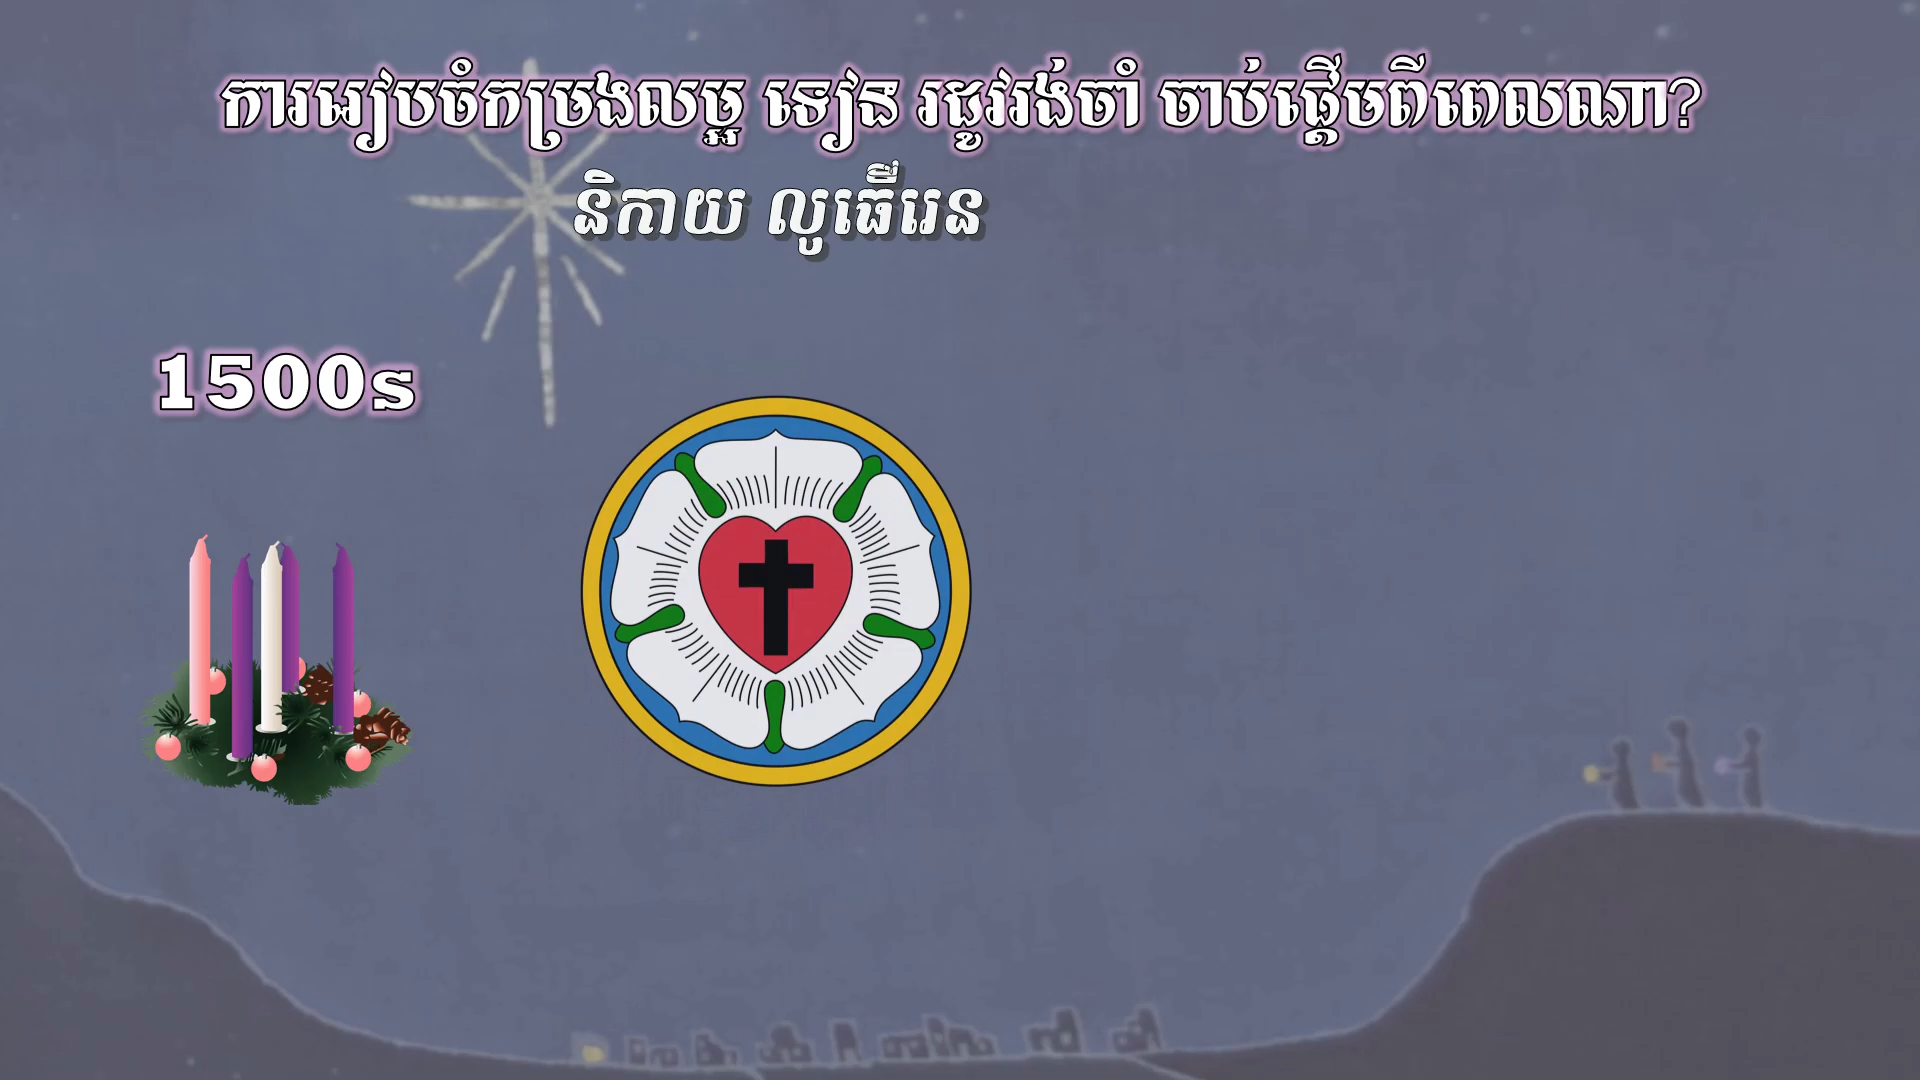 ការរៀបចំកម្រងលម្អ ទៀន រដូវរង់ចាំ ចាប់ផ្ដើមពីពេលណា?
និកាយ លូធើរេន
1500s